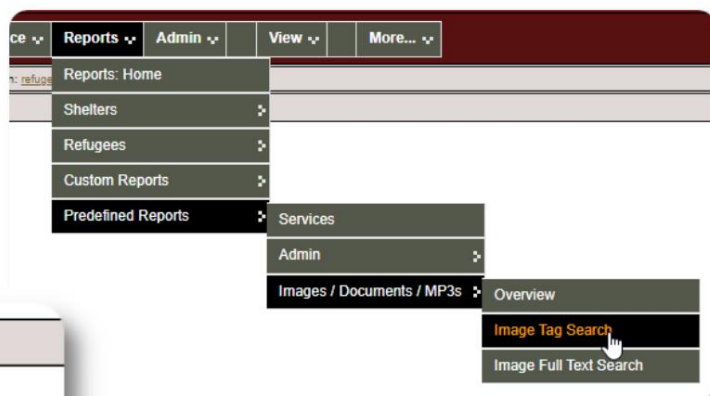 ce Reports Admin View More...
n: refuge
Reports: Home
Shelters
Refugees
Custom Reports
Predefined Reports
Services
Admin
Images / Documents / MP3s
Overview
Image Tag Search
Image Full Text Search